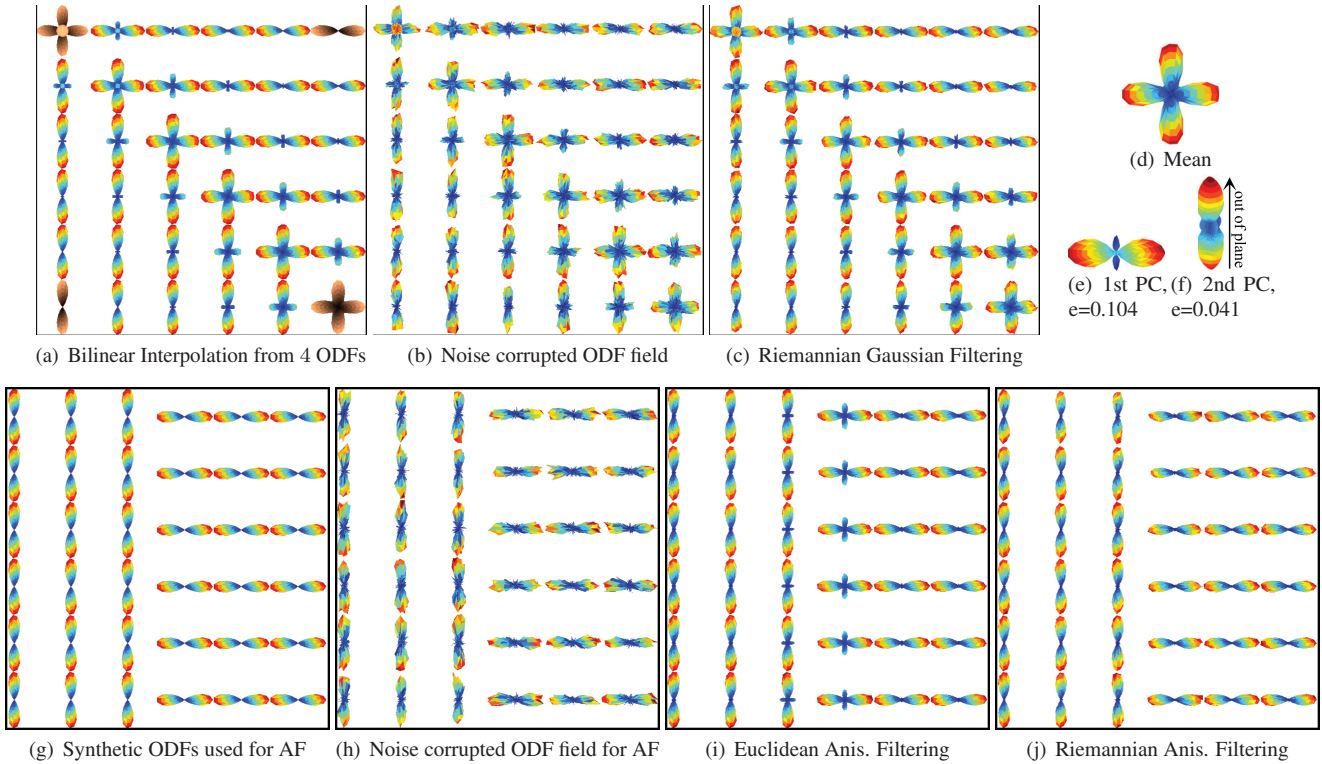 (a) Bilinear Interpolation from 4 ODFs
(b) Noise corrupted ODF field
(c) Riemannian Gaussian Filtering
(d) Mean
out of plane
(e) 1st PC,
e=0.104
(f) 2nd PC,
e=0.041
(g) Synthetic ODFs used for AF
(h) Noise corrupted ODF field for AF
(i) Euclidean Anis. Filtering
(j) Riemannian Anis. Filtering